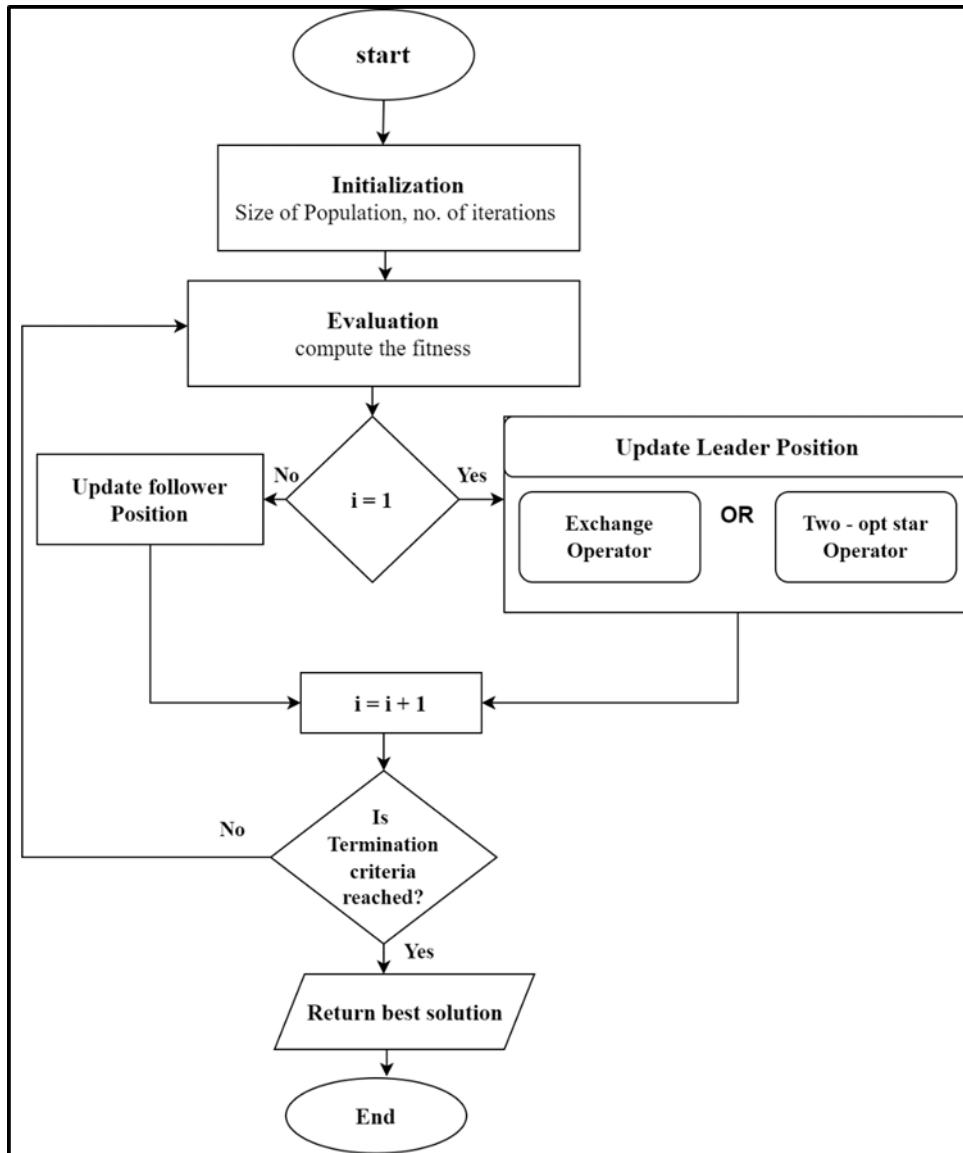 start
Initialization
Size of Population, no. of iterations
Evaluation
compute the fitness
No
i = 1
Yes
Update follower
Position
Update Leader Position
Exchange
Operator
OR
Two - opt star
Operator
i = i + 1
No
Is
Termination
criteria
reached?
Yes
Return best solution
End